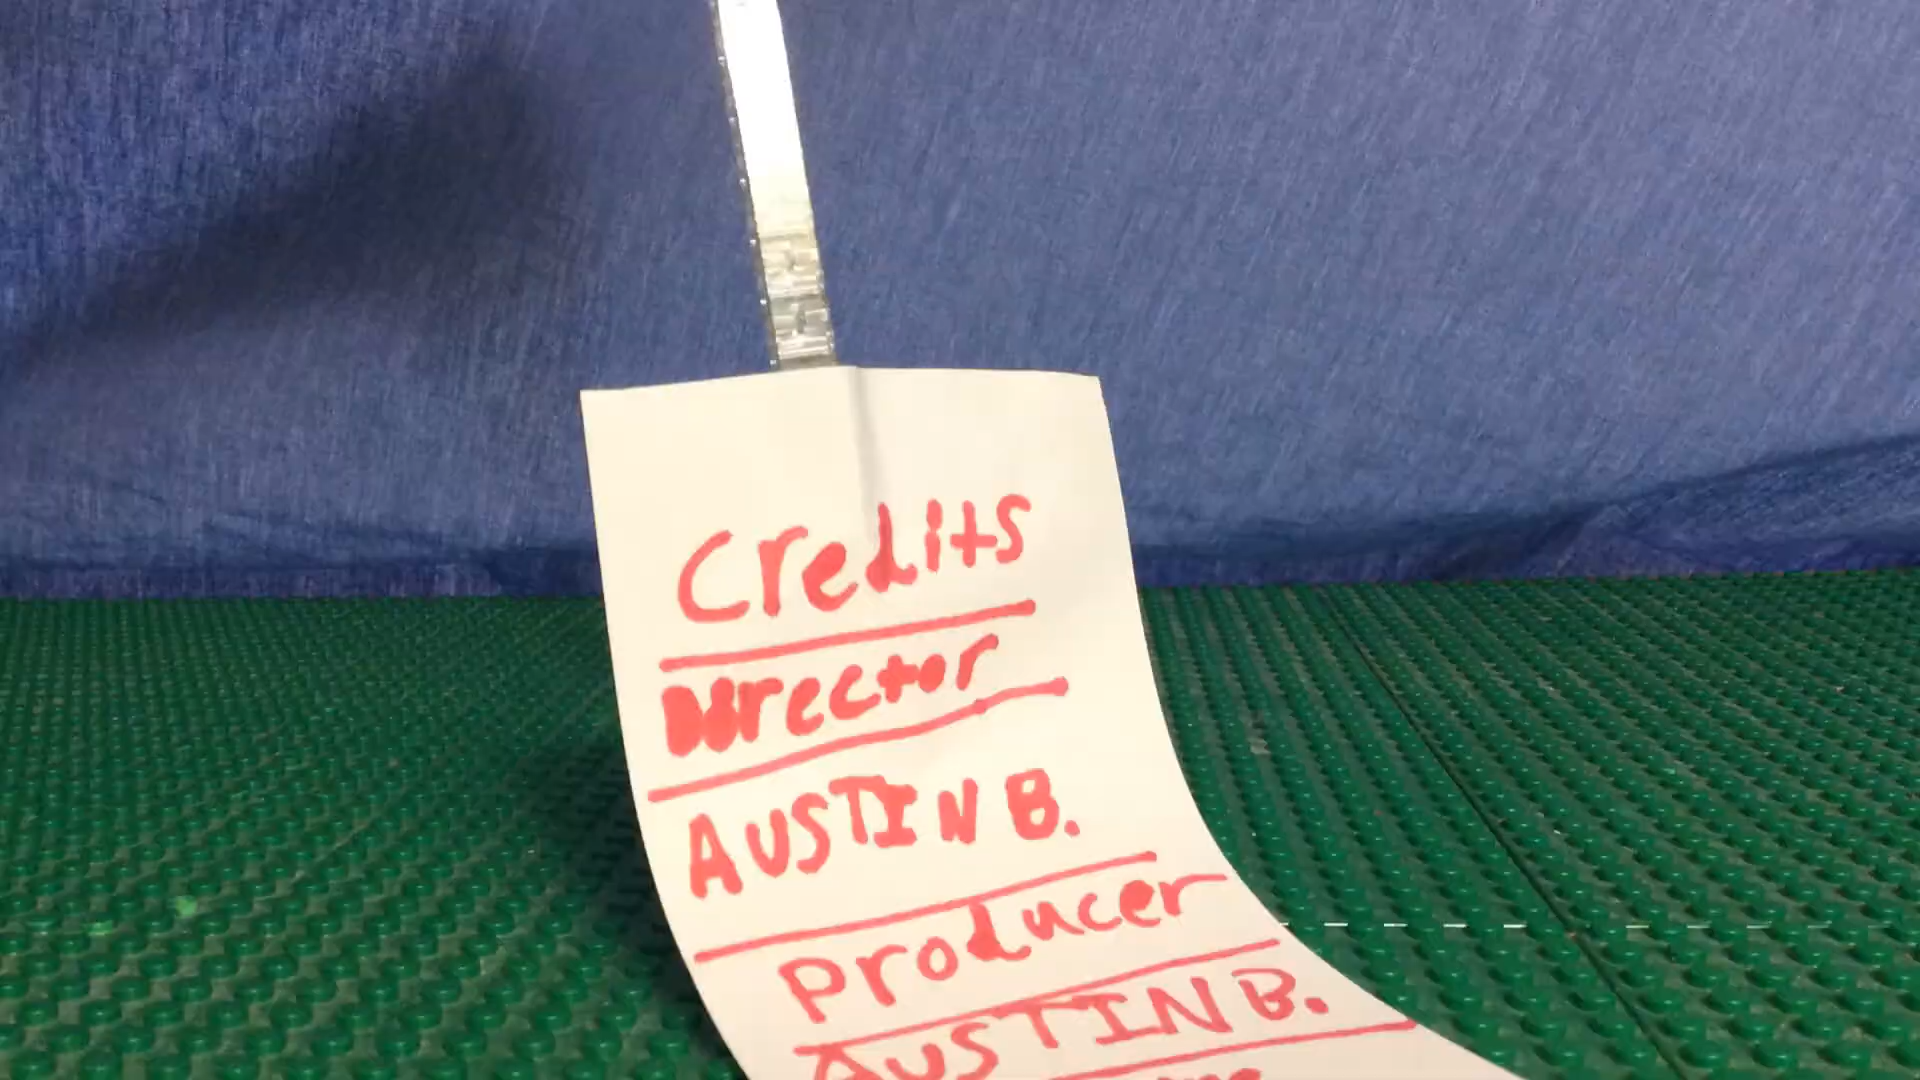 Credits
Director
AUSTIN B.
Producer
AUSTIN B.